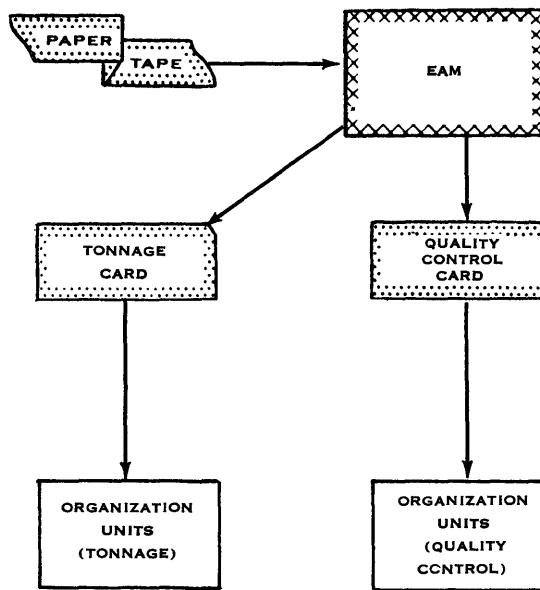 PAPER
TAPE
EAM
TONNAGE
CARD
QUALITY
CONTROL
CARD
ORGANIZATION
UNITS
(TONNAGE)
ORGANIZATION
UNITS
(QUALITY
CCNTROL)